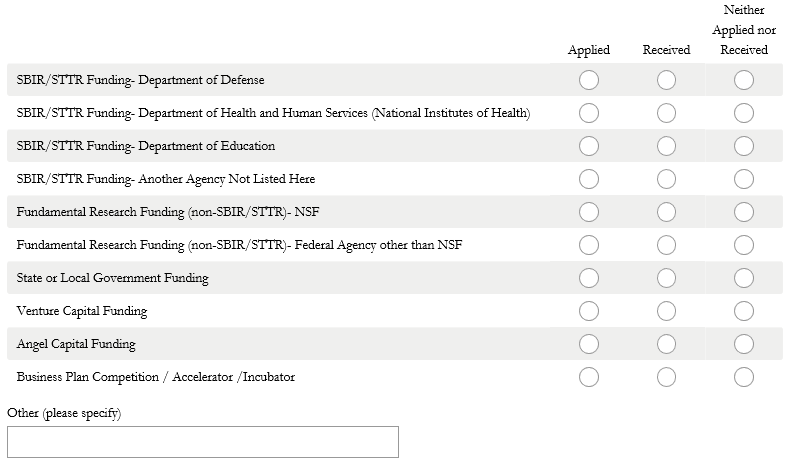 Neither
Applied nor
Applied Received Received
SBIR/STTR Funding- Department of Defense
SBIR/STTR Funding- Department of Health and Human Services (National Institutes of Health)
SBIR/STTR Funding- Department of Education
SBIR/STTR Funding- Another Agency Not Listed Here
Fundamental Research Funding (non-SBIR/STTR)- NSF
Fundamental Research Funding (non-SBIR/STTR)- Federal Agency other than NSF
State or Local Government Funding
Venture Capital Funding
Angel Capital Funding
Business Plan Competition / Accelerator /Incubator
Other (please specify)